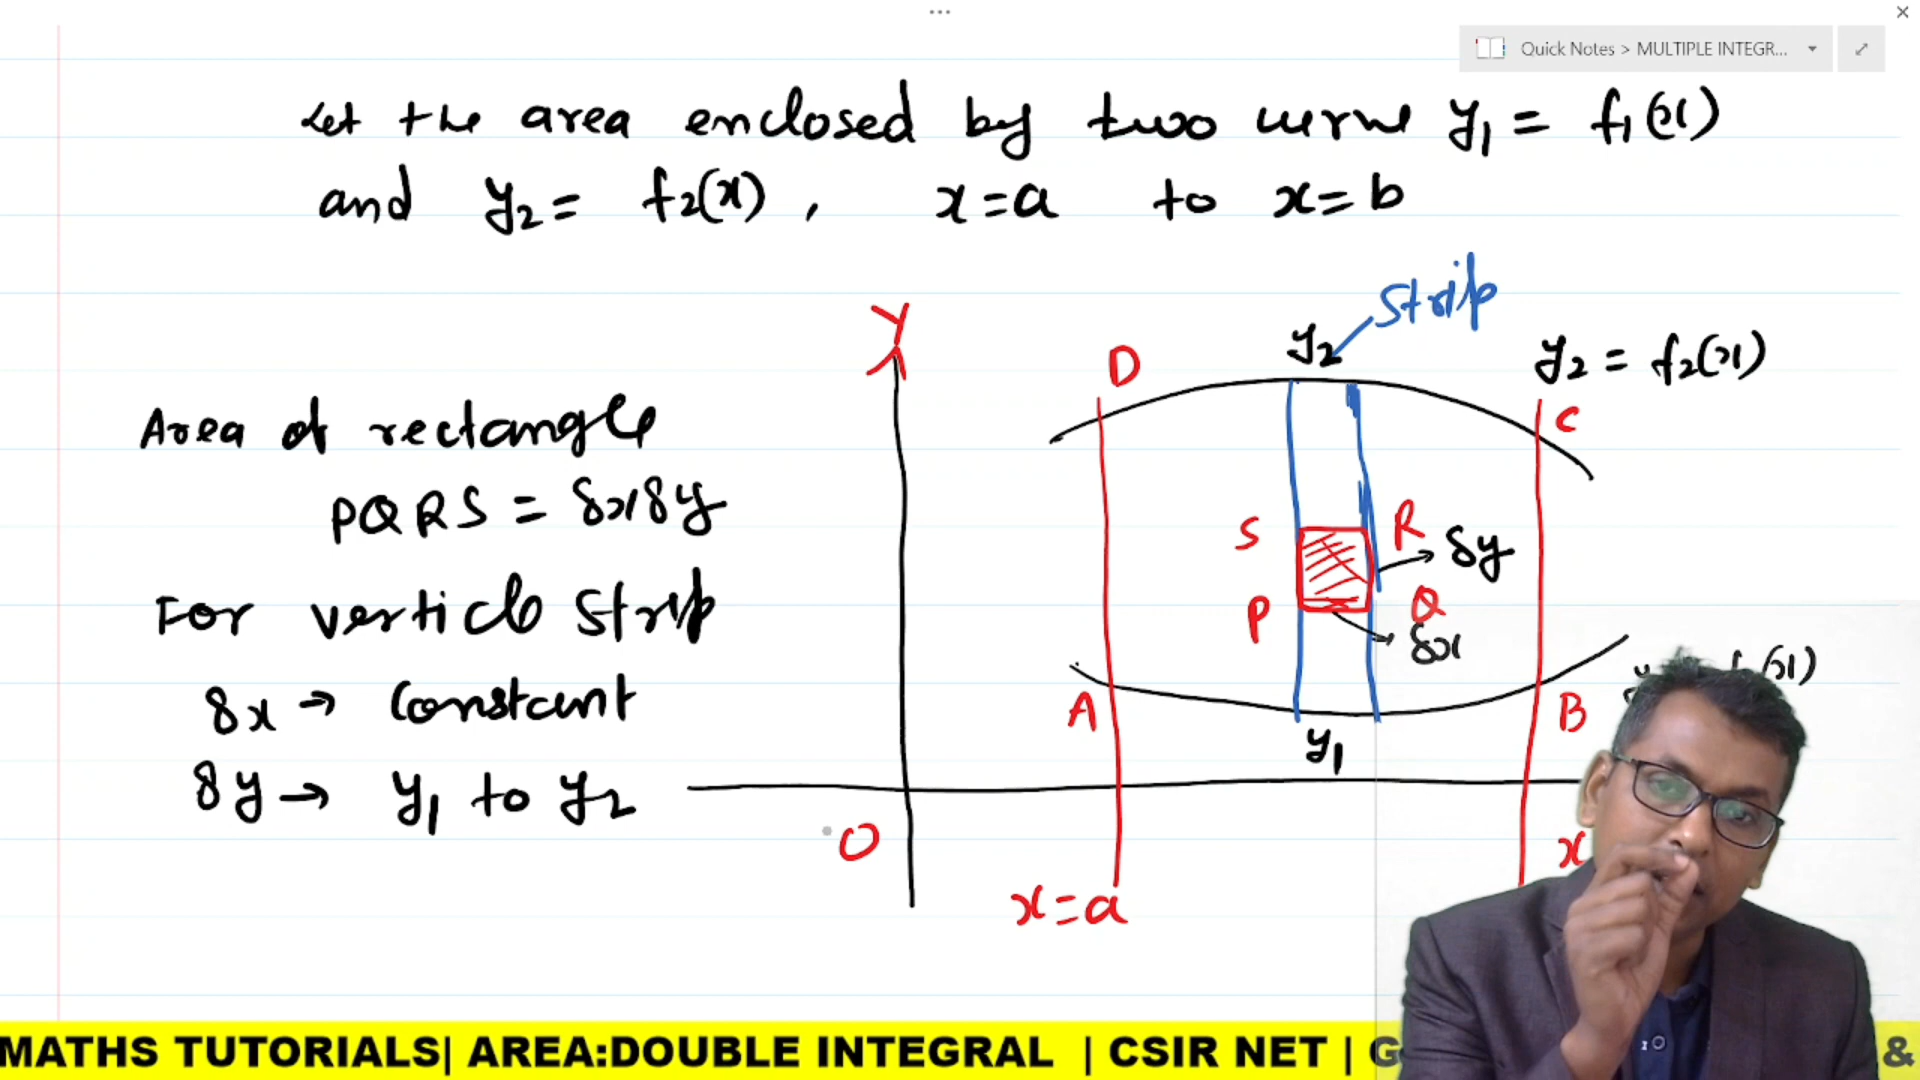 Quick Notes > MULTIPLE INTEGR...
Let the area enclosed by two curve y₁ = f₁(x)
and y₂ = f₂(x), x=a to x=b
Strip
Y
D
y₂
y₂ = f₂(x)
C
Area of rectangle
PQRS = δxδy
S
R
δy
P
Q
δx
For verticle Strip
(x)
δx → Constant
A
B
y₁
δy → y₁ to y₂
O
x
x=a
MATHS TUTORIALS| AREA:DOUBLE INTEGRAL | CSIR NET | G &